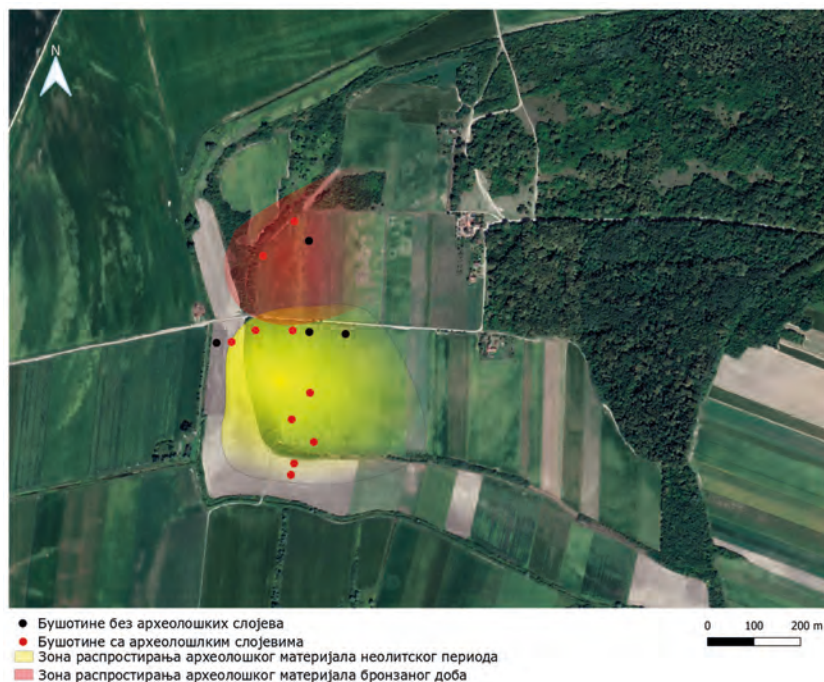 N
Бушотине без археолошких слојева
Бушотине са археолошлким слојевима
Зона распростирања археолошког материјала неолитског периода
Зона распростирања археолошког материјала бронзаног доба
0 100 200 m